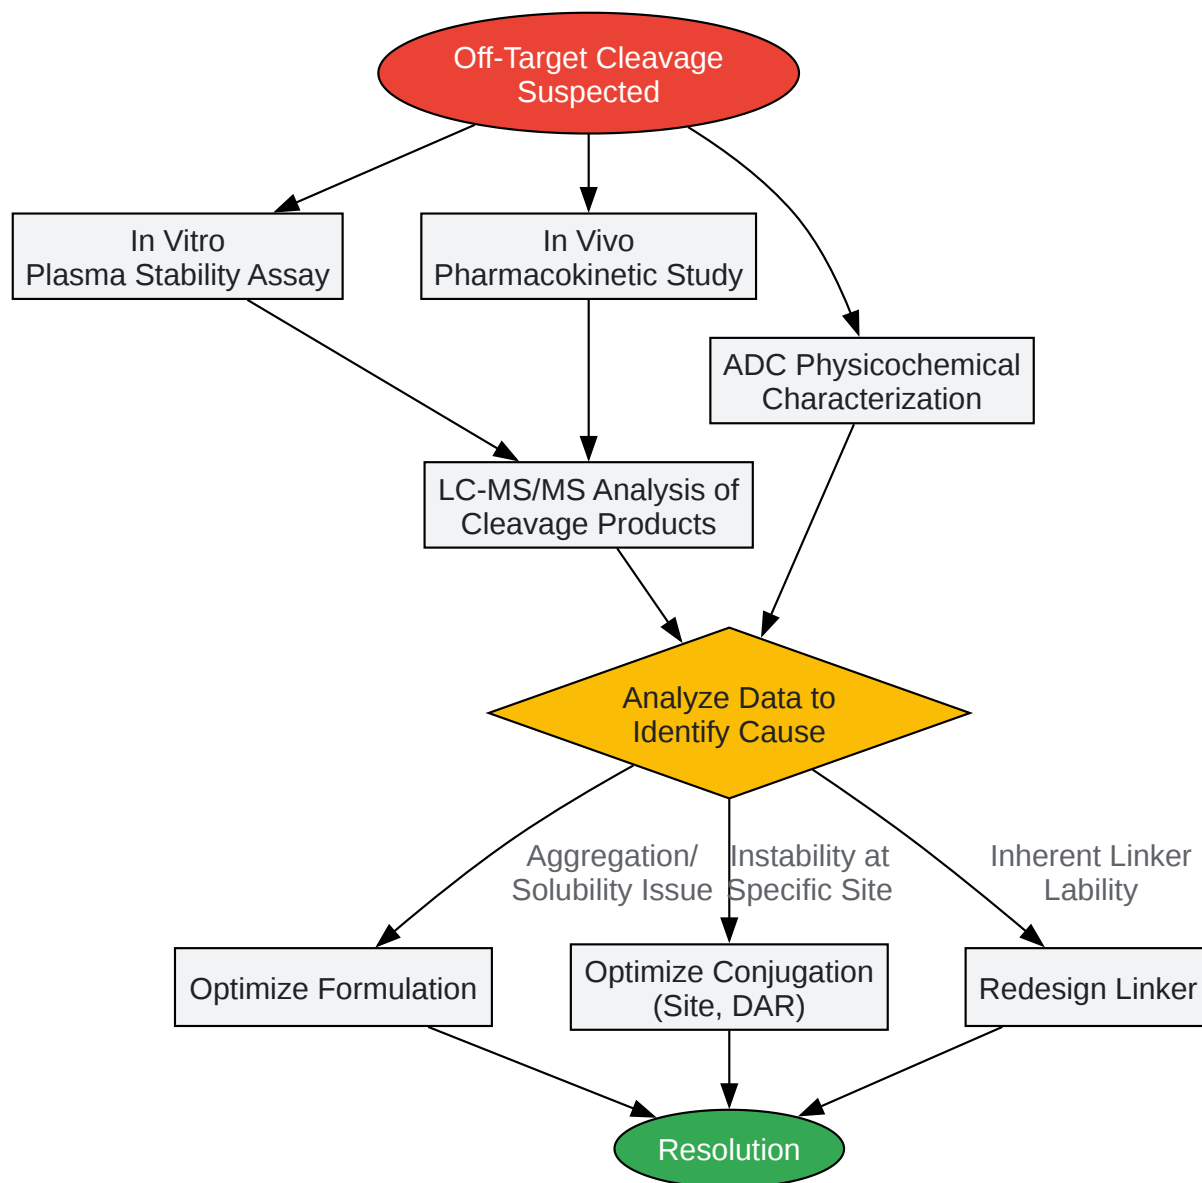 Off-Target Cleavage
Suspected
In Vitro
Plasma Stability Assay
In Vivo
Pharmacokinetic Study
ADC Physicochemical
Characterization
LC-MS/MS Analysis of
Cleavage Products
Analyze Data to
Identify Cause
Aggregation/
Solubility Issue
Instability at
Specific Site
Inherent Linker
Lability
Optimize Formulation
Optimize Conjugation
(Site, DAR)
Redesign Linker
Resolution